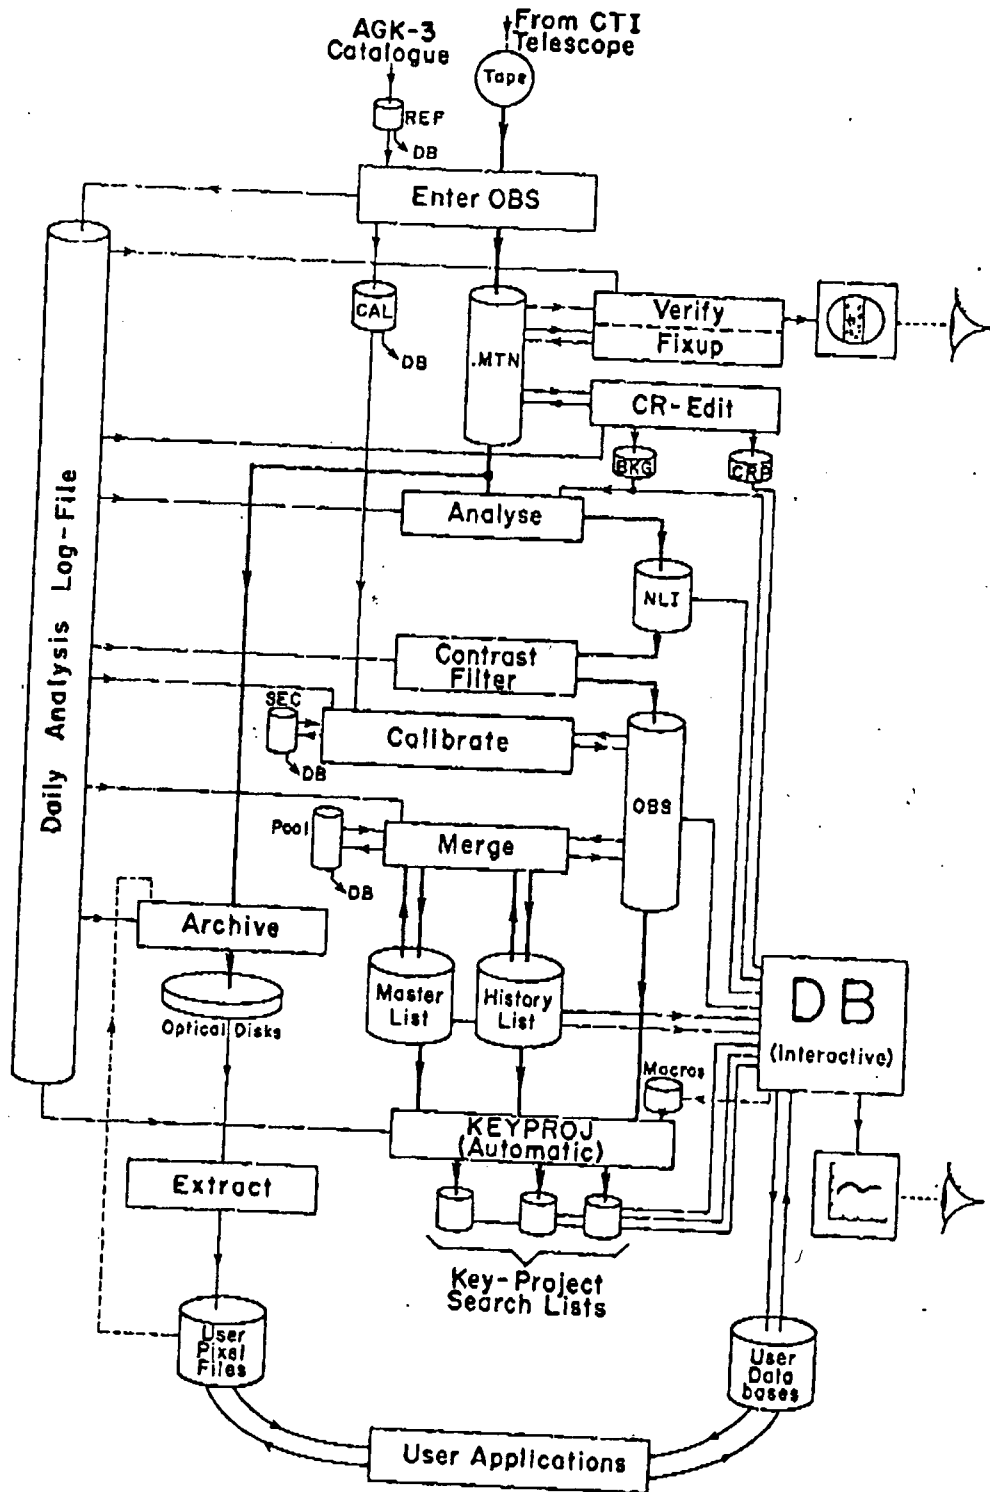 AGK-3
Catalogue
From CTI
Telescope
Tape
REF
DB
Enter OBS
CAL
DB
.MTN
Verify
Fixup
CR-Edit
BKG
CRB
Analyse
NLI
Daily Analysis Log-File
Contrast
Filter
SEC
Calibrate
DB
OBS
Pool
Merge
DB
Archive
Master
List
History
List
DB
(Interactive)
Optical Disks
Macros
KEYPROJ
(Automatic)
Extract
Key-Project
Search Lists
User
Pixel
Files
User
Data
bases
User Applications